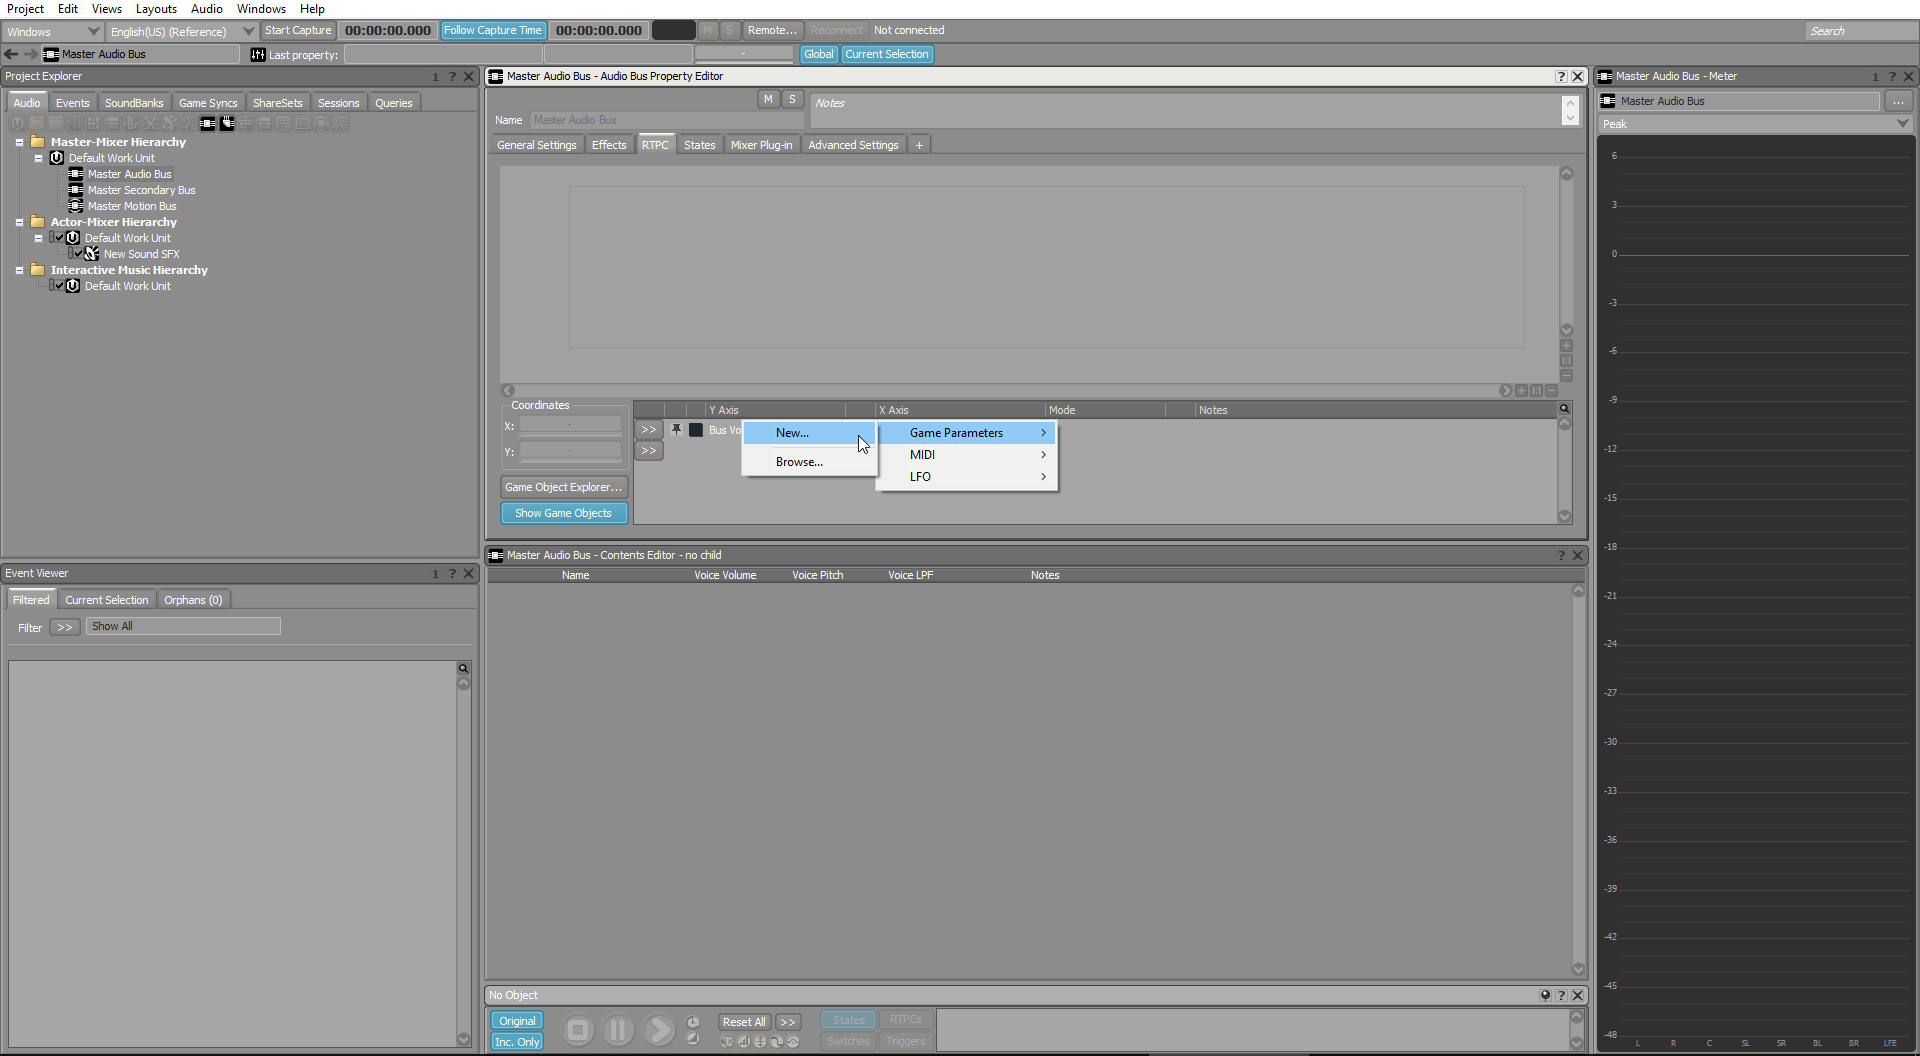 Project Edit Views Layouts Audio Windows Help
Windows English(US) (Reference) Start Capture 00:00:00.000 Follow Capture Time 00:00:00.000 M S Remote... Reconnect Not connected Search
Master Audio Bus Last property: - Global Current Selection
Project Explorer 1 ?
Audio Events SoundBanks Game Syncs ShareSets Sessions Queries
Master-Mixer Hierarchy
Default Work Unit
Master Audio Bus
Master Secondary Bus
Master Motion Bus
Actor-Mixer Hierarchy
Default Work Unit
New Sound SFX
Interactive Music Hierarchy
Default Work Unit
Event Viewer 1 ?
Filtered Current Selection Orphans (0)
Filter >> Show All
Master Audio Bus - Audio Bus Property Editor ?
M S Notes
Name Master Audio Bus
General Settings Effects RTPC States Mixer Plug-in Advanced Settings +
Coordinates
X: -
Y: -
Game Object Explorer...
Show Game Objects
Y Axis X Axis Mode Notes
>> Bus Vo
>>
New...
Browse...
Game Parameters >
MIDI >
LFO >
Master Audio Bus - Contents Editor - no child ?
Name Voice Volume Voice Pitch Voice LPF Notes
No Object ?
Original Reset All >> States RTPCs
Inc. Only Switches Triggers
Master Audio Bus - Meter 1 ?
Master Audio Bus ...
Peak
6
3
0
-3
-6
-9
-12
-15
-18
-21
-24
-27
-30
-33
-36
-39
-42
-45
-48
L R C SL SR BL BR LFE